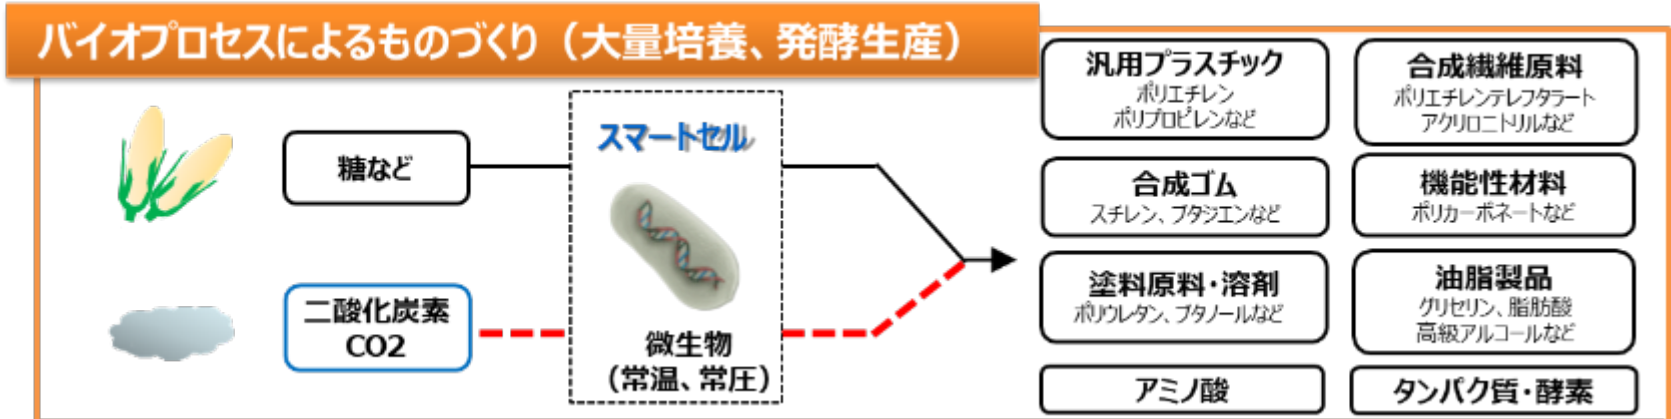 バイオプロセスによるものづくり（大量培養、発酵生産）
糖など
二酸化炭素
CO2
スマートセル
微生物
（常温、常圧）
汎用プラスチック
ポリエチレン
ポリプロピレンなど
合成繊維原料
ポリエチレンテレフタラート
アクリロニトリルなど
合成ゴム
スチレン、ブタジエンなど
機能性材料
ポリカーボネートなど
塗料原料・溶剤
ポリウレタン、ブタノールなど
油脂製品
グリセリン、脂肪酸
高級アルコールなど
アミノ酸
タンパク質・酵素